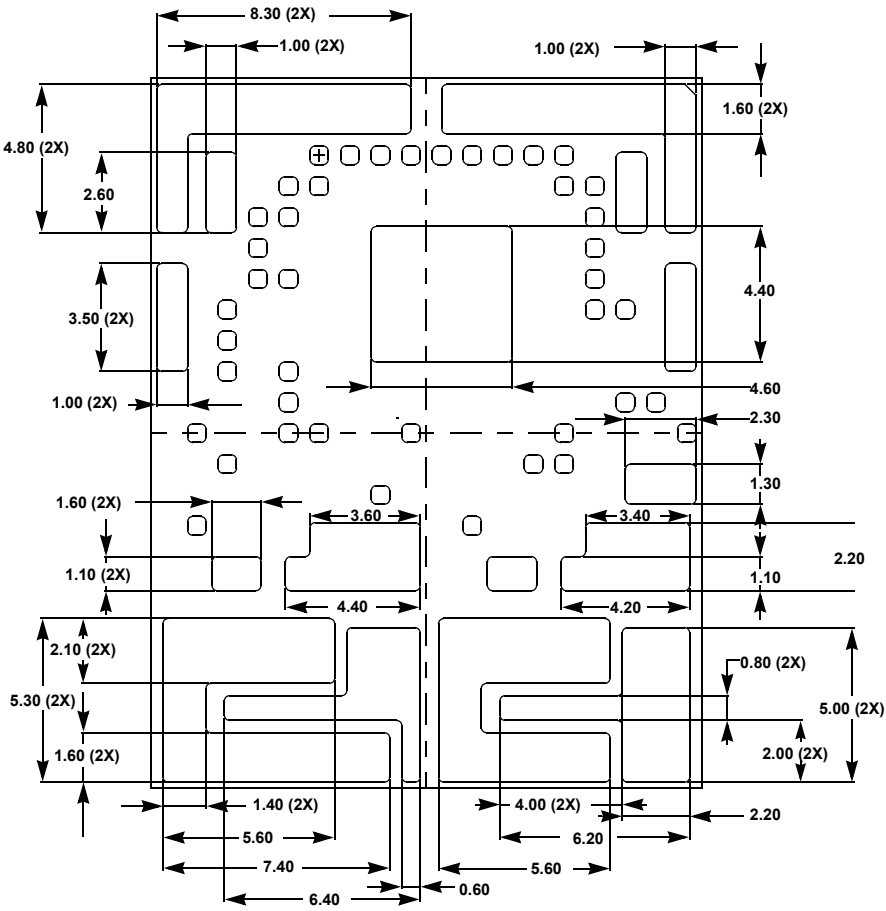 8.30 (2X)
1.00 (2X)
1.00 (2X)
1.60 (2X)
4.80 (2X)
2.60
4.40
3.50 (2X)
4.60
1.00 (2X)
2.30
1.30
1.60 (2X)
3.60
3.40
2.20
1.10 (2X)
1.10
4.40
4.20
2.10 (2X)
0.80 (2X)
5.30 (2X)
5.00 (2X)
1.60 (2X)
2.00 (2X)
1.40 (2X)
4.00 (2X)
2.20
5.60
6.20
7.40
5.60
0.60
6.40